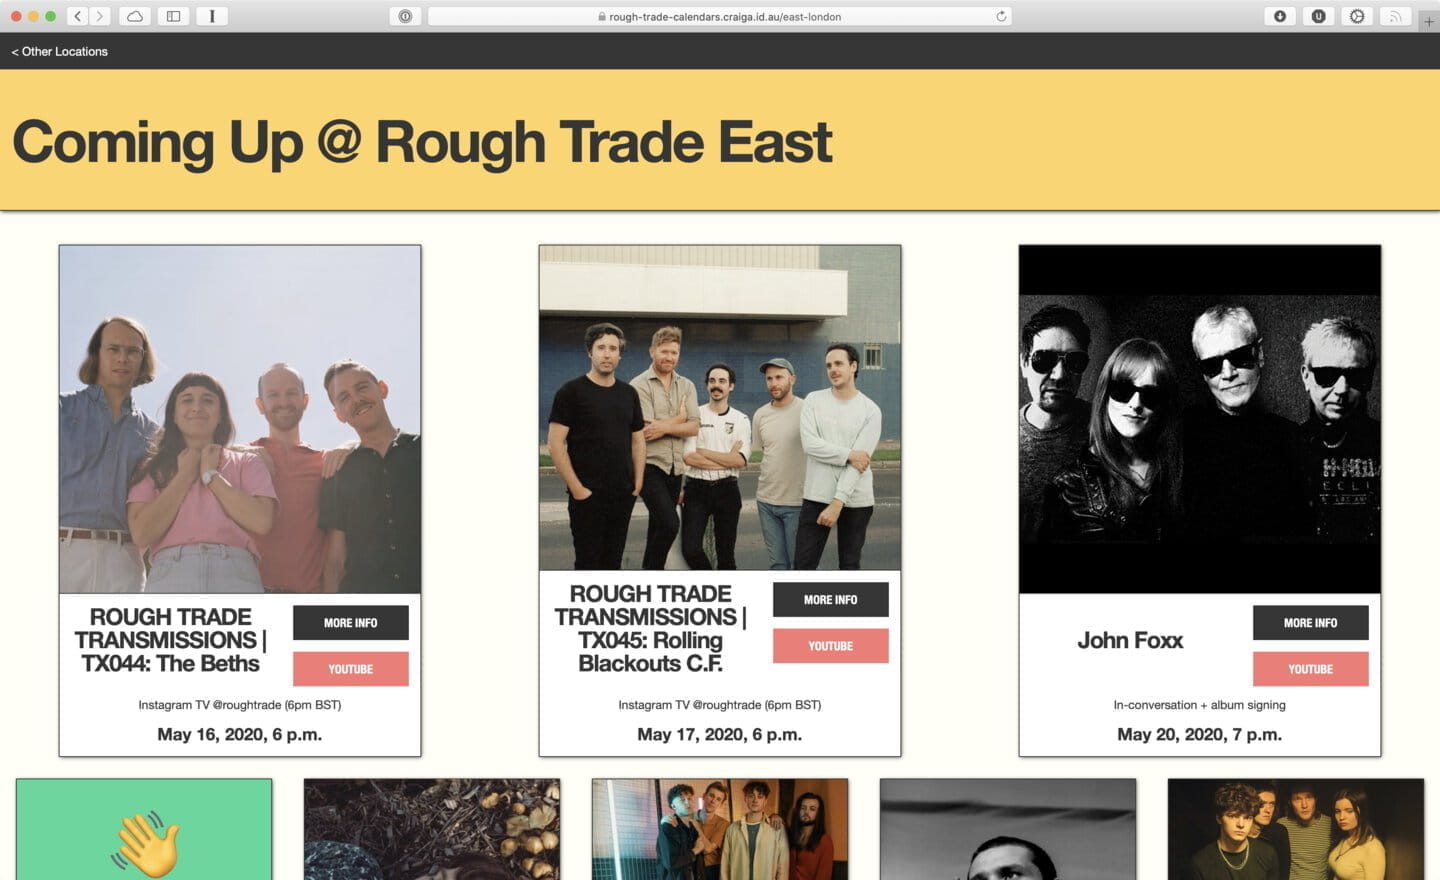 rough-trade-calendars.craiga.id.au/east-london
< Other Locations
Coming Up @ Rough Trade East
ROUGH TRADE
TRANSMISSIONS |
TX044: The Beths
MORE INFO
YOUTUBE
Instagram TV @roughtrade (6pm BST)
May 16, 2020, 6 p.m.
ROUGH TRADE
TRANSMISSIONS |
TX045: Rolling
Blackouts C.F.
MORE INFO
YOUTUBE
Instagram TV @roughtrade (6pm BST)
May 17, 2020, 6 p.m.
John Foxx
MORE INFO
YOUTUBE
In-conversation + album signing
May 20, 2020, 7 p.m.